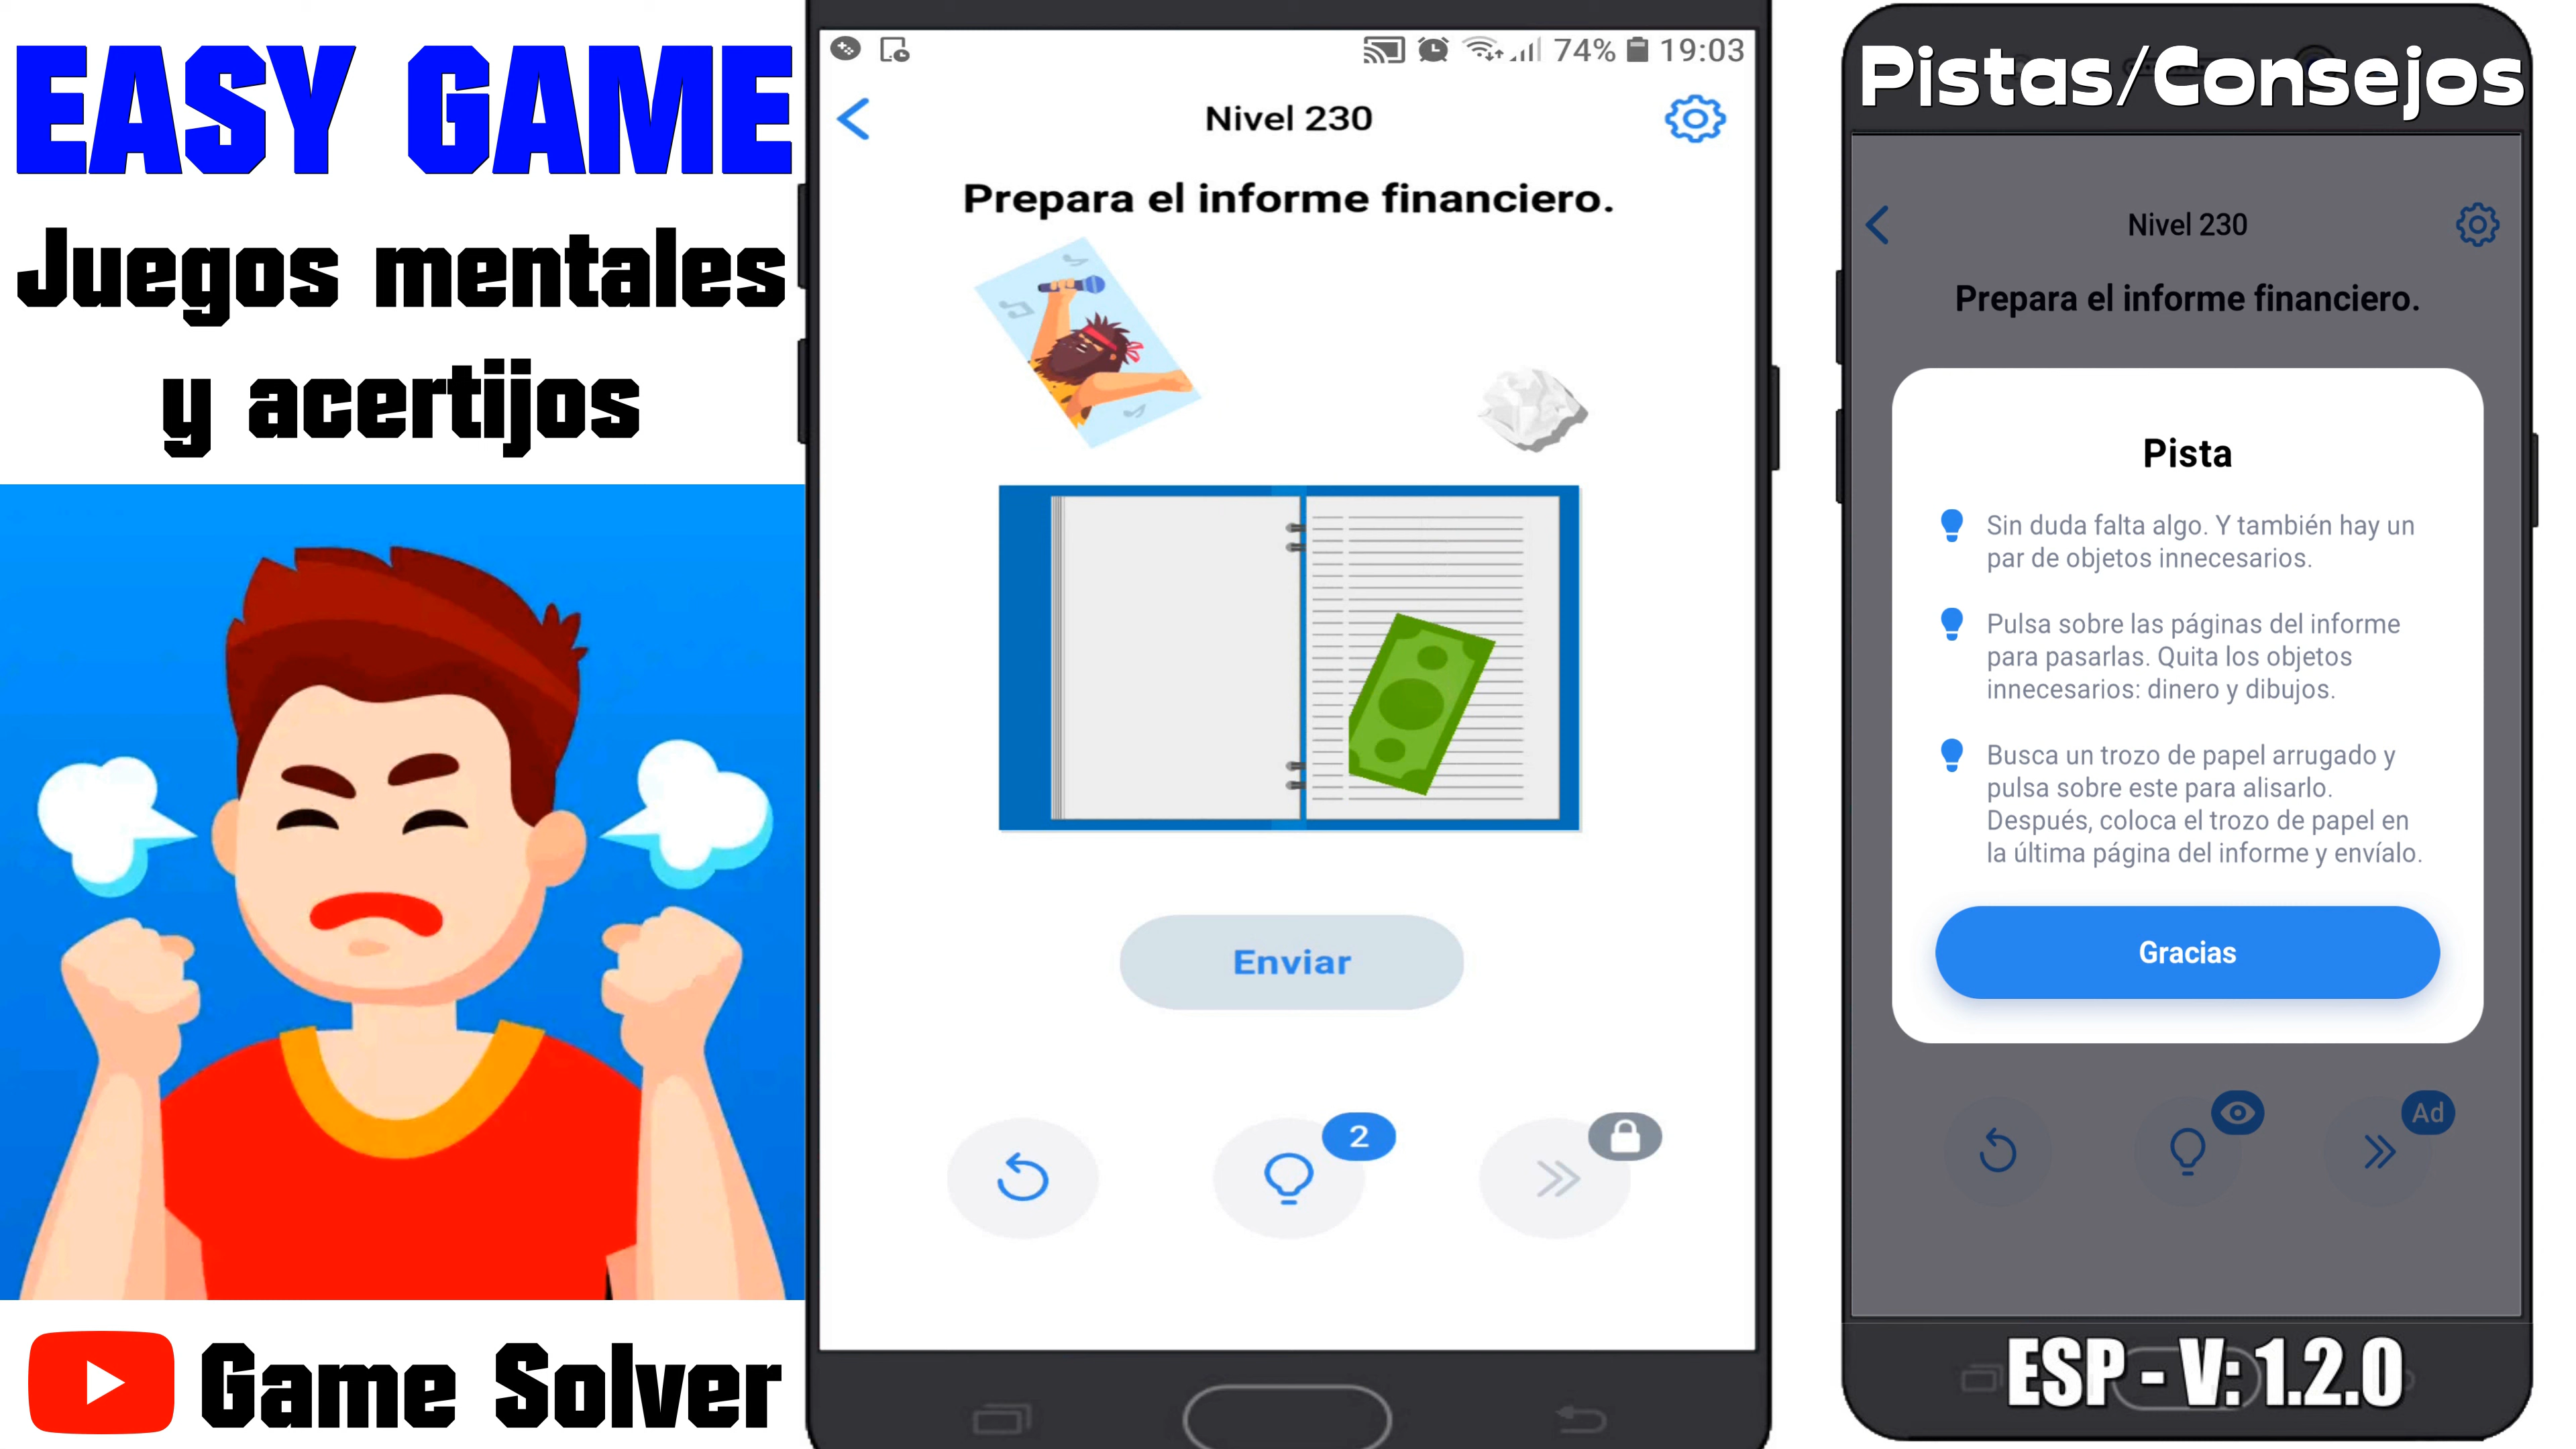 EASY GAME
Juegos mentales
y acertijos
Game Solver
74% 19:03
Nivel 230
Prepara el informe financiero.
Enviar
2
Pistas/Consejos
Nivel 230
Prepara el informe financiero.
Pista
Sin duda falta algo. Y también hay un
par de objetos innecesarios.
Pulsa sobre las páginas del informe
para pasarlas. Quita los objetos
innecesarios: dinero y dibujos.
Busca un trozo de papel arrugado y
pulsa sobre este para alisarlo.
Después, coloca el trozo de papel en
la última página del informe y envíalo.
Gracias
Ad
ESP - V: 1.2.0